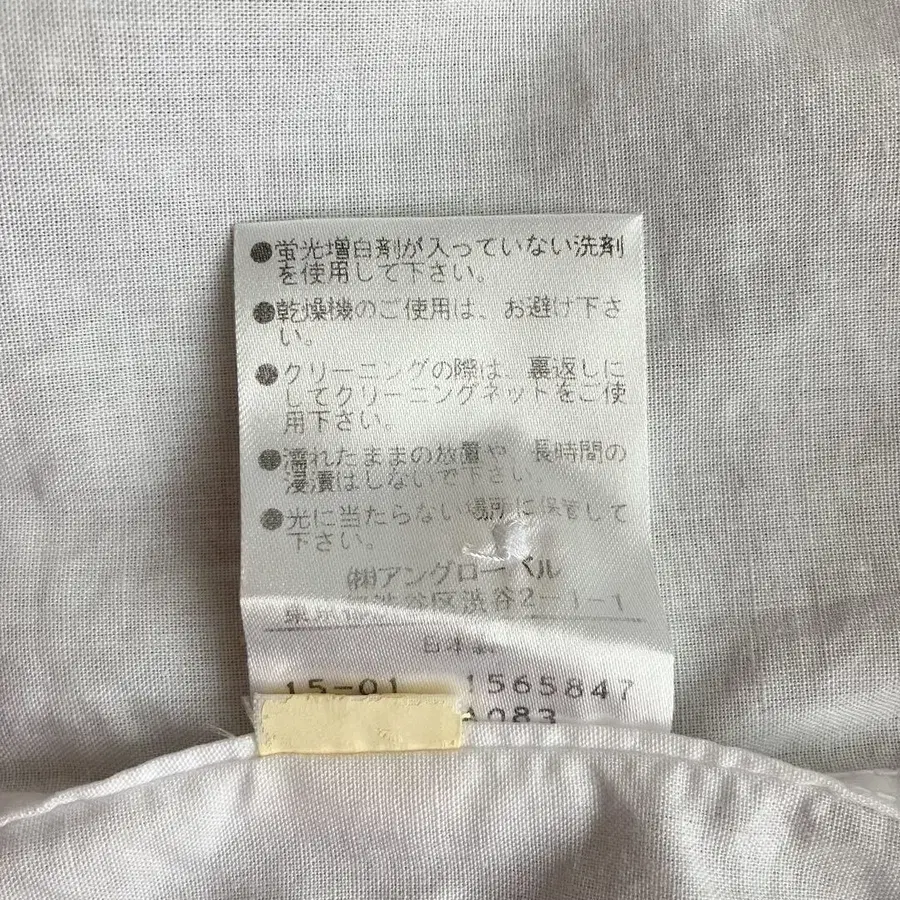 ●蛍光増白剤が入っていない洗剤
を使用して下さい。
●乾燥機のご使用は、お避け下さ
い。
●クリーニングの際は、裏返しに
してクリーニングネットをご使
用下さい。
●濡れたままの放置や、長時間の
浸漬はしないで下さい。
●光に当たらない場所に保管して
下さい。
㈱アングローバル
渋谷区渋谷2-1-1
日本製
15-01 1565847
A083